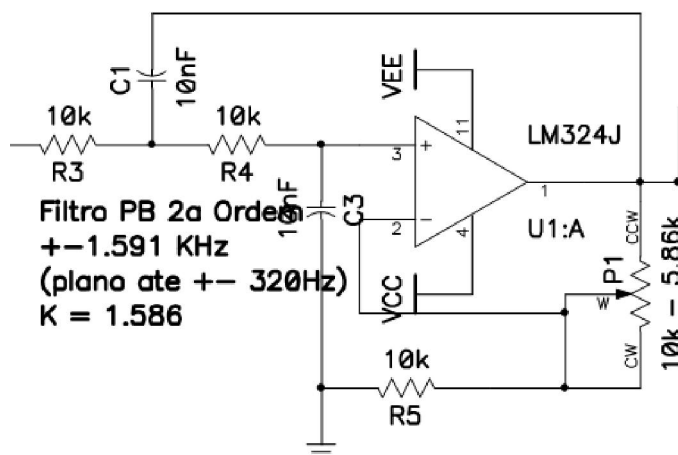 C1
10nF
VEE
10k
10k
11
LM324J
R3
R4
3
+
1
Filtro PB 2a Ordem
10nF
C3
2
−
4
U1:A
+-1.591 KHz
(plano ate +- 320Hz)
K = 1.586
VCC
CCW
P1
W
CW
10k - 5.86k
10k
R5